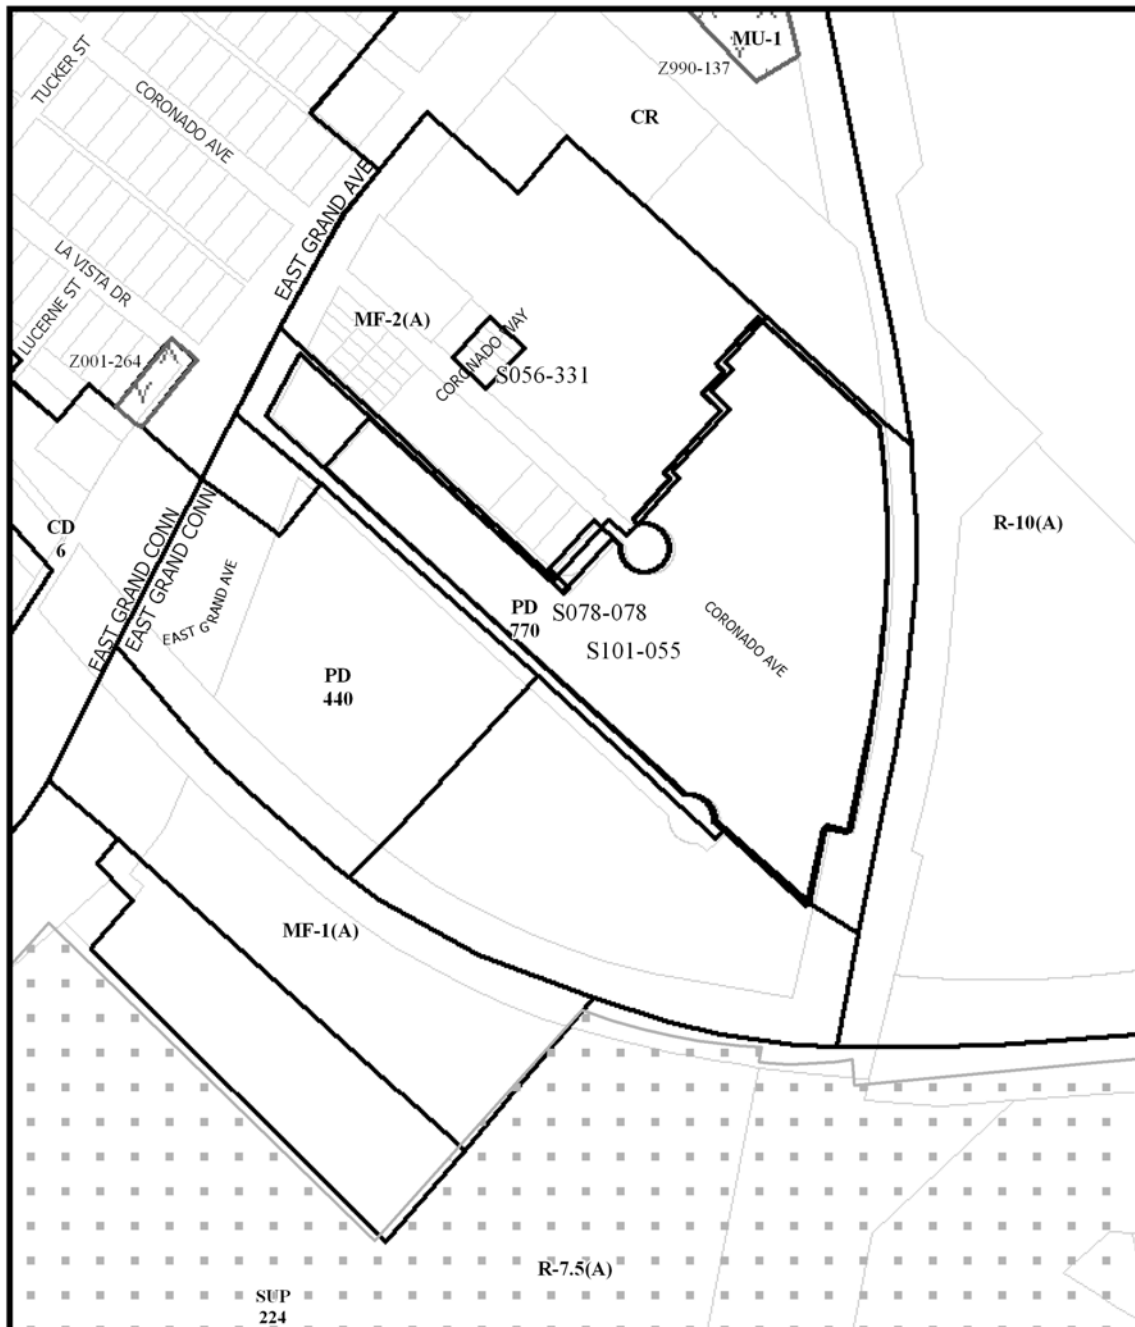 MU-1
Z990-137
TUCKER ST
CORONADO AVE
CR
EAST GRAND AVE
LA VISTA DR
LUCERNE ST
Z001-264
MF-2(A)
CORONADO WAY
S056-331
CD
6
R-10(A)
EAST GRAND CONN
EAST GRAND CONN
EAST GRAND AVE
PD
770
S078-078
S101-055
CORONADO AVE
PD
440
MF-1(A)
R-7.5(A)
SUP
224